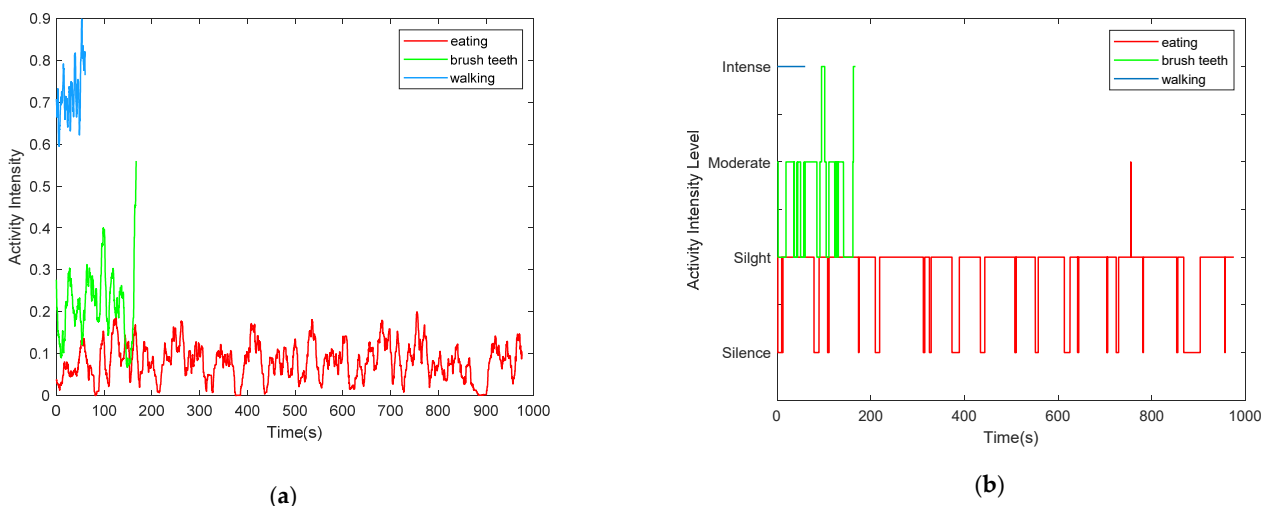 0.9
0.8
0.7
0.6
0.5
0.4
0.3
0.2
0.1
0
Activity Intensity
0 100 200 300 400 500 600 700 800 900 1000
Time(s)
eating
brush teeth
walking
(a)
Intense
Moderate
Silght
Silence
Activity Intensity Level
0 200 400 600 800 1000
Time(s)
eating
brush teeth
walking
(b)